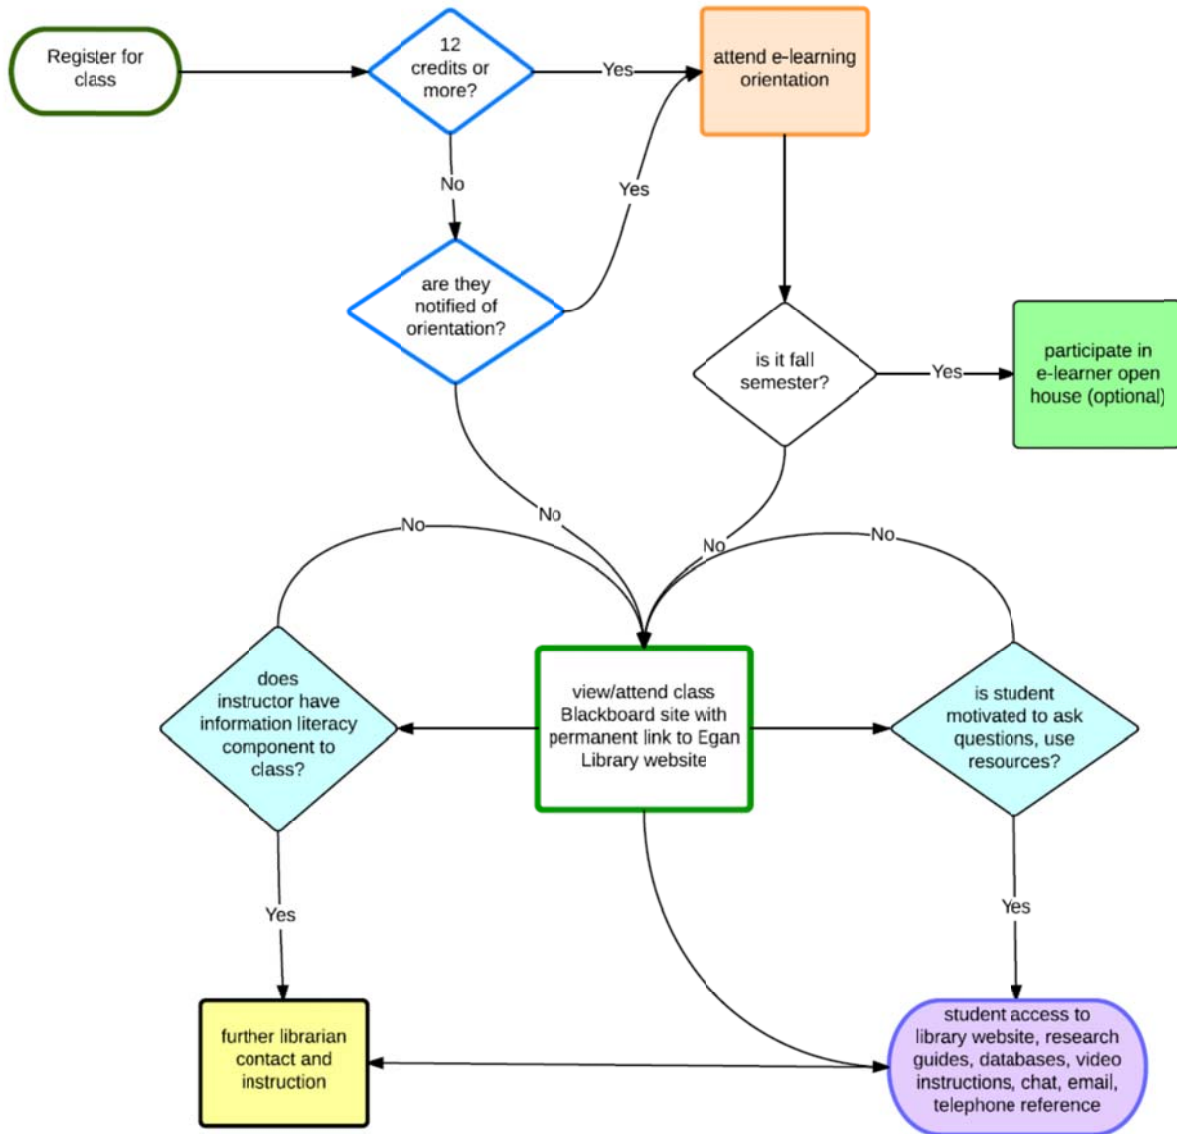 Register for
class
12
credits or
more?
Yes
attend e-learning
orientation
No
Yes
are they
notified of
orientation?
is it fall
semester?
Yes
participate in
e-learner open
house (optional)
No
No
No
No
does
instructor have
information literacy
component to
class?
view/attend class
Blackboard site with
permanent link to Egan
Library website
is student
motivated to ask
questions, use
resources?
Yes
Yes
further librarian
contact and
instruction
student access to
library website, research
guides, databases, video
instructions, chat, email,
telephone reference